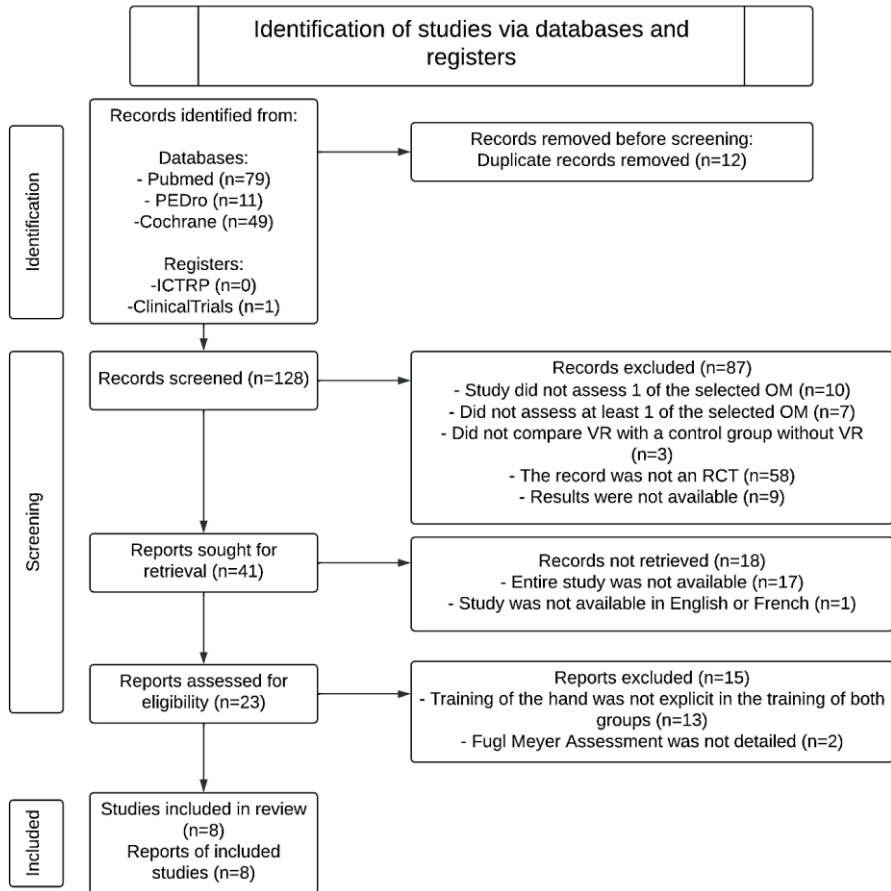 Identification of studies via databases and
registers
Identification
Records identified from:
Databases:
- Pubmed (n=79)
- PEDro (n=11)
-Cochrane (n=49)
Registers:
-ICTRP (n=0)
-ClinicalTrials (n=1)
Records removed before screening:
Duplicate records removed (n=12)
Screening
Records screened (n=128)
Records excluded (n=87)
- Study did not assess 1 of the selected OM (n=10)
- Did not assess at least 1 of the selected OM (n=7)
- Did not compare VR with a control group without VR
(n=3)
- The record was not an RCT (n=58)
- Results were not available (n=9)
Reports sought for
retrieval (n=41)
Records not retrieved (n=18)
- Entire study was not available (n=17)
- Study was not available in English or French (n=1)
Reports assessed for
eligibility (n=23)
Reports excluded (n=15)
- Training of the hand was not explicit in the training of both
groups (n=13)
- Fugl Meyer Assessment was not detailed (n=2)
Included
Studies included in review
(n=8)
Reports of included
studies (n=8)